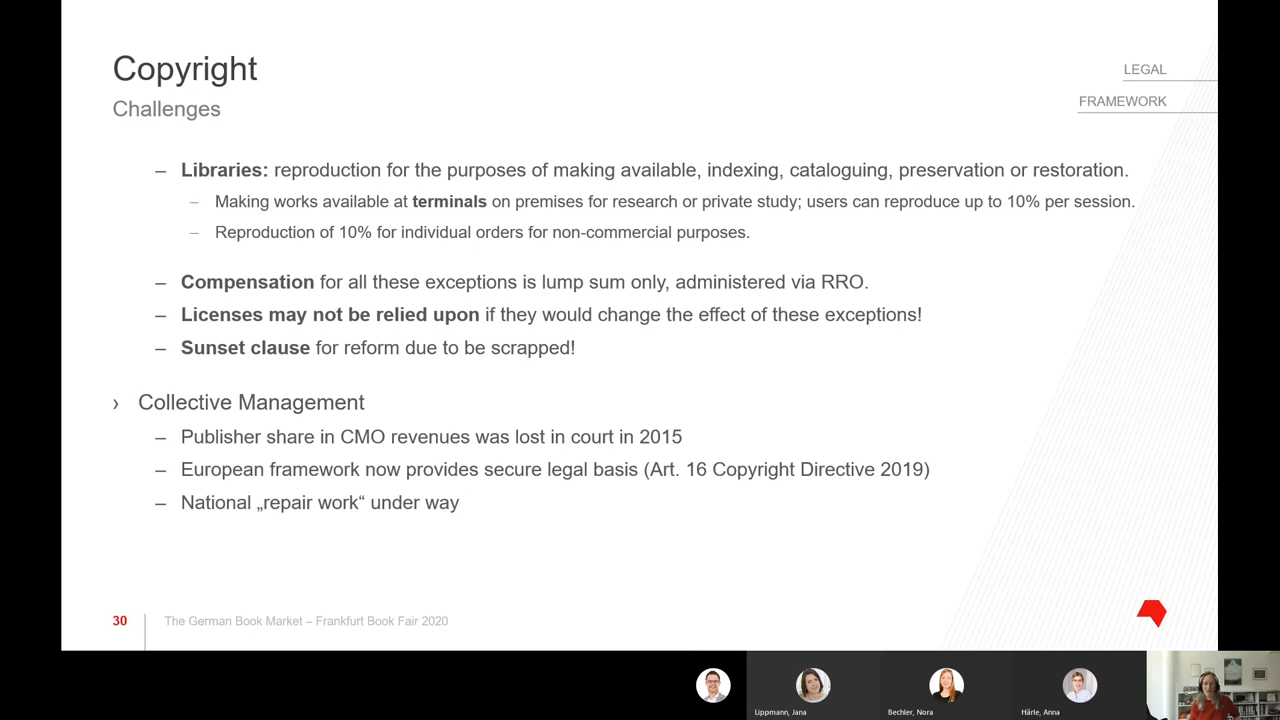 Copyright
Challenges
LEGAL
FRAMEWORK
– Libraries: reproduction for the purposes of making available, indexing, cataloguing, preservation or restoration.
– Making works available at terminals on premises for research or private study; users can reproduce up to 10% per session.
– Reproduction of 10% for individual orders for non-commercial purposes.
– Compensation for all these exceptions is lump sum only, administered via RRO.
– Licenses may not be relied upon if they would change the effect of these exceptions!
– Sunset clause for reform due to be scrapped!
› Collective Management
– Publisher share in CMO revenues was lost in court in 2015
– European framework now provides secure legal basis (Art. 16 Copyright Directive 2019)
– National „repair work“ under way
30 The German Book Market – Frankfurt Book Fair 2020
Lippmann, Jana
Bechler, Nora
Härle, Anna